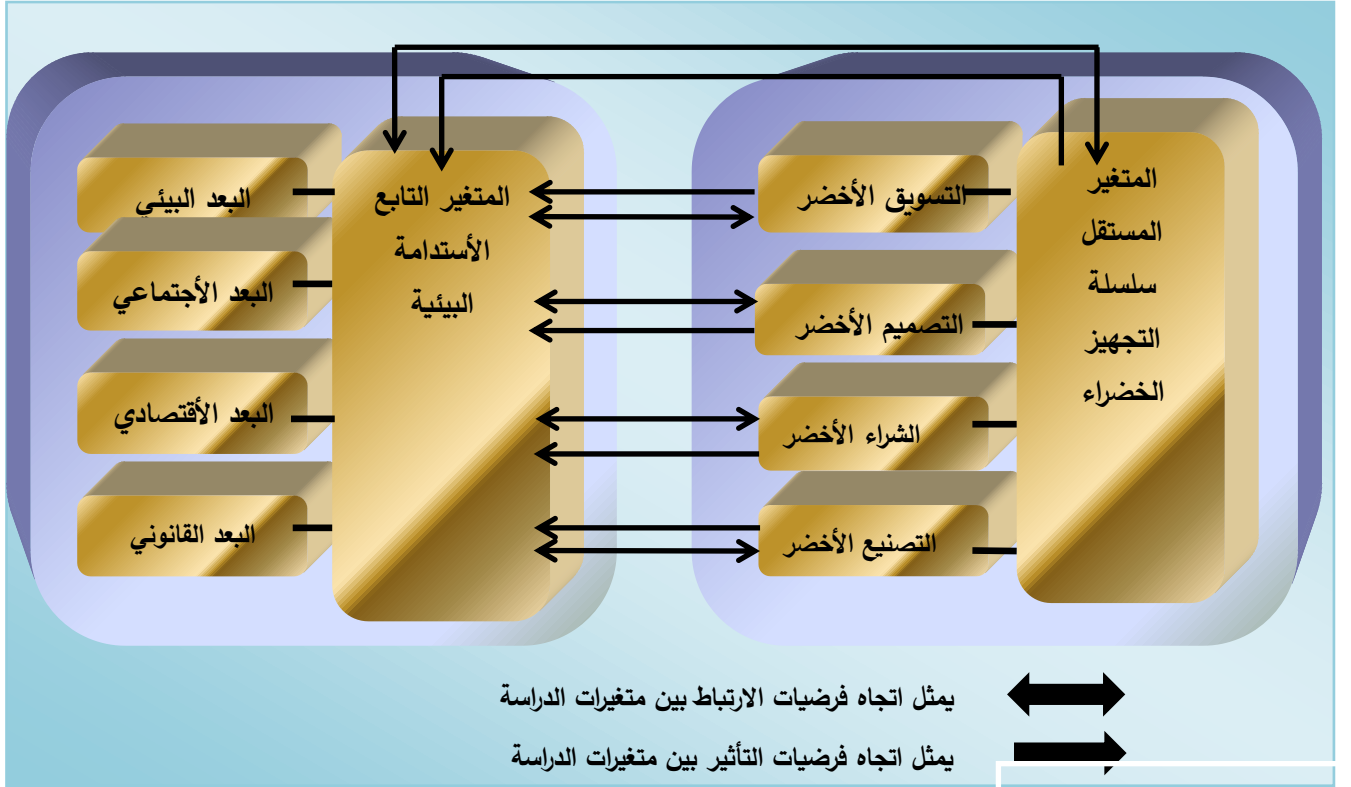 المتغير
المستقل
سلسلة
التجهيز
الخضراء
التسويق الأخضر
التصميم الأخضر
الشراء الأخضر
التصنيع الأخضر
المتغير التابع
الأستدامة
البيئية
البعد البيئي
البعد الأجتماعي
البعد الأقتصادي
البعد القانوني
يمثل اتجاه فرضيات الارتباط بين متغيرات الدراسة
يمثل اتجاه فرضيات التأثير بين متغيرات الدراسة